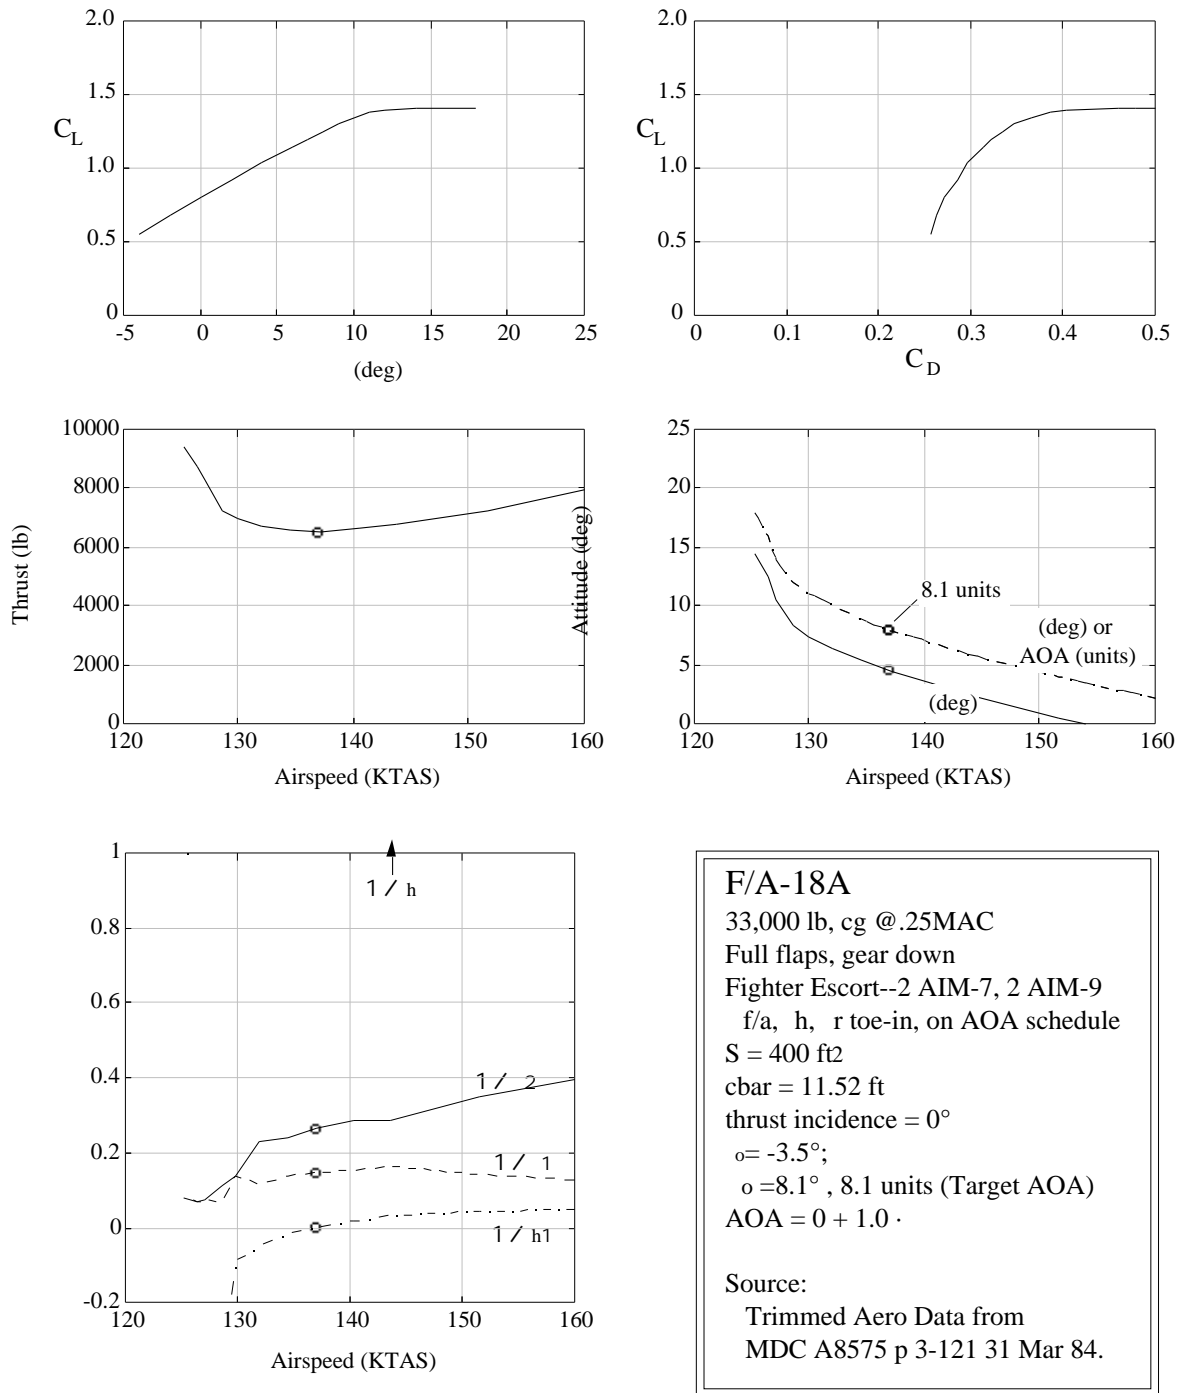 2.0
1.5
C L
1.0
0.5
0
-5 0 5 10 15 20 25
(deg)
2.0
1.5
C L
1.0
0.5
0
0 0.1 0.2 0.3 0.4 0.5
C D
10000
8000
6000
4000
2000
0
Thrust (lb)
120 130 140 150 160
Airspeed (KTAS)
25
20
15
10
5
0
Attitude (deg)
8.1 units
(deg) or
AOA (units)
(deg)
120 130 140 150 160
Airspeed (KTAS)
1
0.8
0.6
0.4
0.2
0
-0.2
1 / h
1 / 2
1 / 1
1 / h1
120 130 140 150 160
Airspeed (KTAS)
F/A-18A
33,000 lb, cg @.25MAC
Full flaps, gear down
Fighter Escort--2 AIM-7, 2 AIM-9
f/a, h, r toe-in, on AOA schedule
S = 400 ft2
cbar = 11.52 ft
thrust incidence = 0°
o= -3.5°;
o =8.1° , 8.1 units (Target AOA)
AOA = 0 + 1.0 ·
Source:
Trimmed Aero Data from
MDC A8575 p 3-121 31 Mar 84.